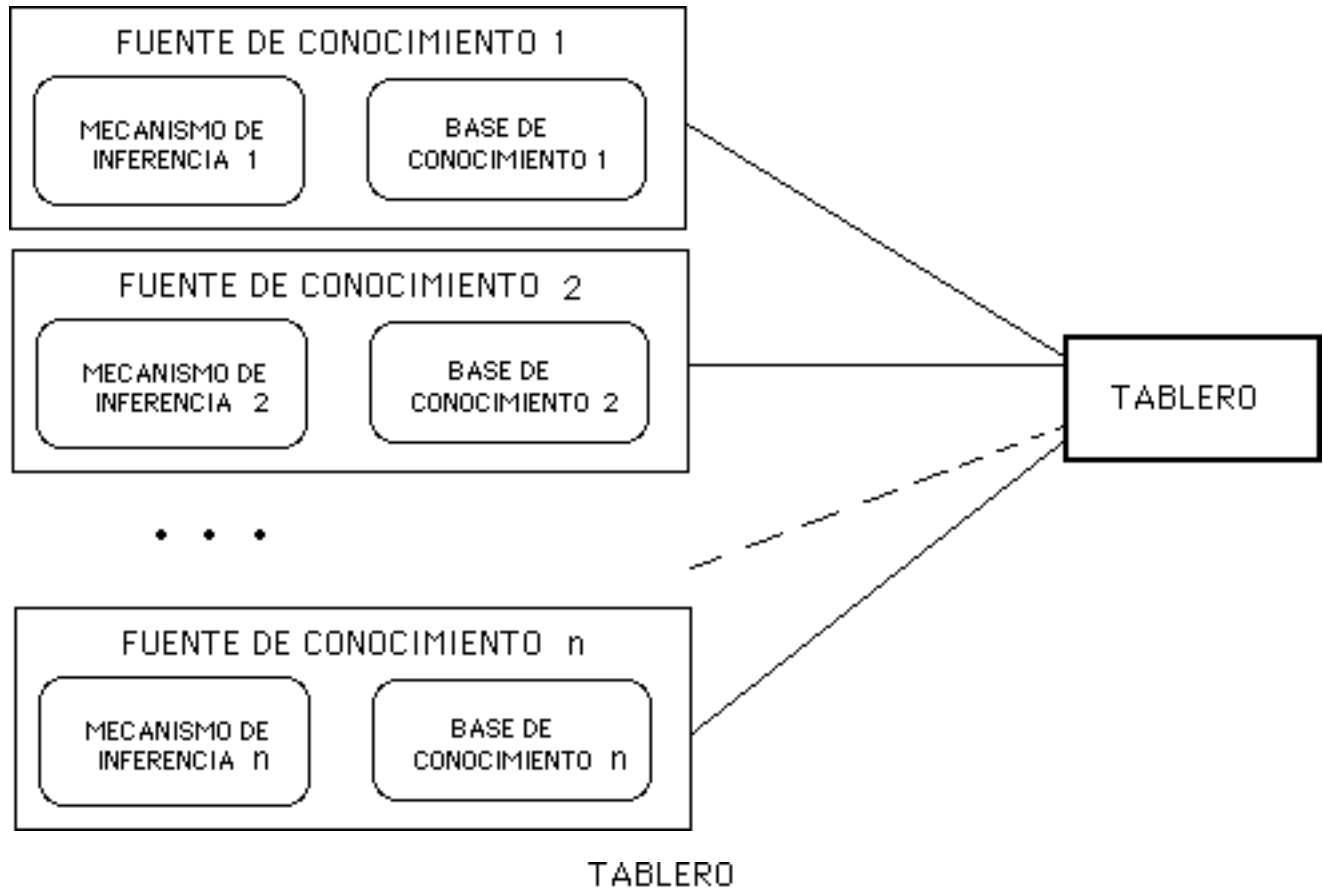 FUENTE DE CONOCIMIENTO 1
MECANISMO DE
INFERENCIA 1
BASE DE
CONOCIMIENTO 1
FUENTE DE CONOCIMIENTO 2
MECANISMO DE
INFERENCIA 2
BASE DE
CONOCIMIENTO 2
TABLERO
• • •
FUENTE DE CONOCIMIENTO n
MECANISMO DE
INFERENCIA n
BASE DE
CONOCIMIENTO n
TABLERO